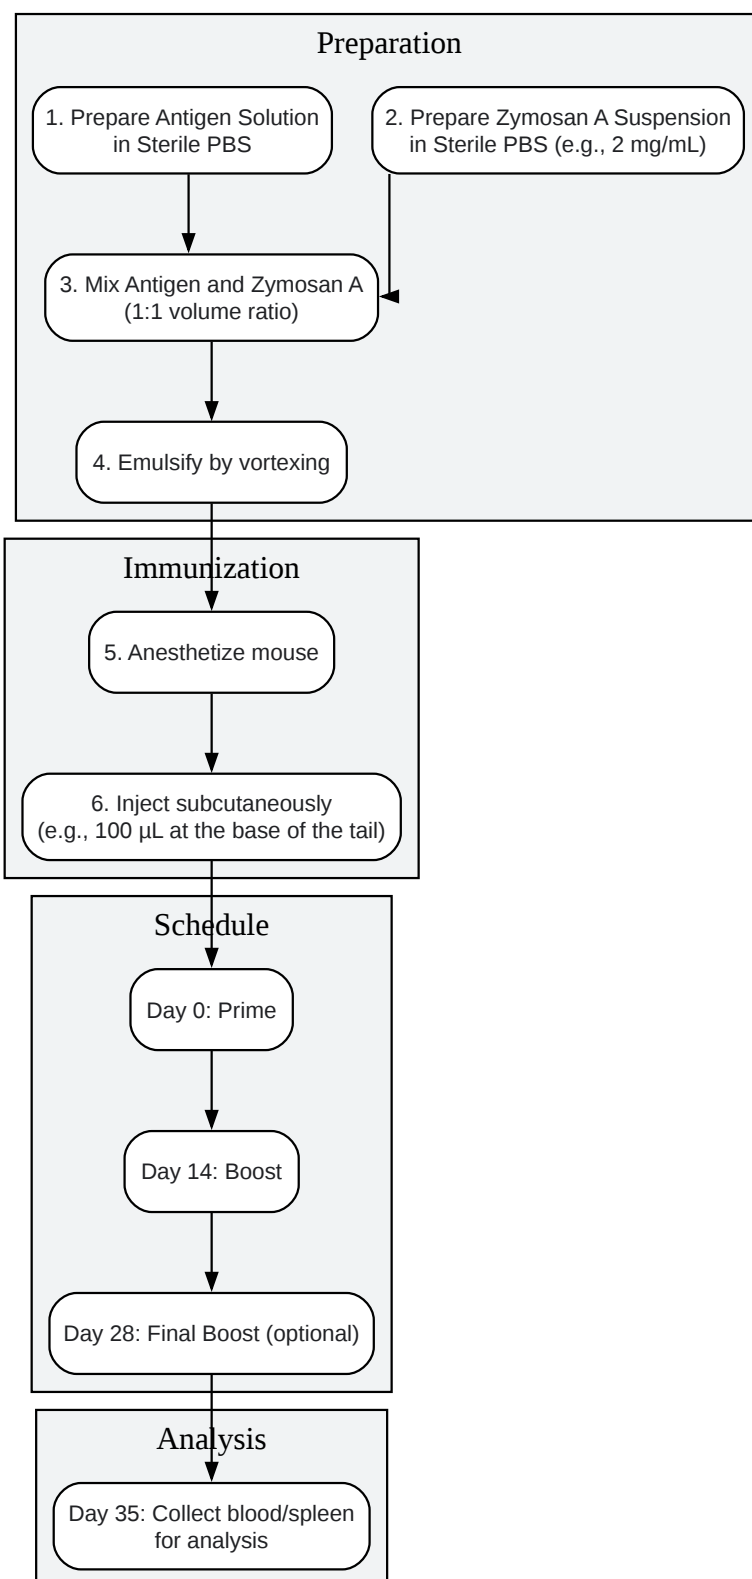 Preparation
1. Prepare Antigen Solution
in Sterile PBS
2. Prepare Zymosan A Suspension
in Sterile PBS (e.g., 2 mg/mL)
3. Mix Antigen and Zymosan A
(1:1 volume ratio)
4. Emulsify by vortexing
Immunization
5. Anesthetize mouse
6. Inject subcutaneously
(e.g., 100 µL at the base of the tail)
Schedule
Day 0: Prime
Day 14: Boost
Day 28: Final Boost (optional)
Analysis
Day 35: Collect blood/spleen
for analysis